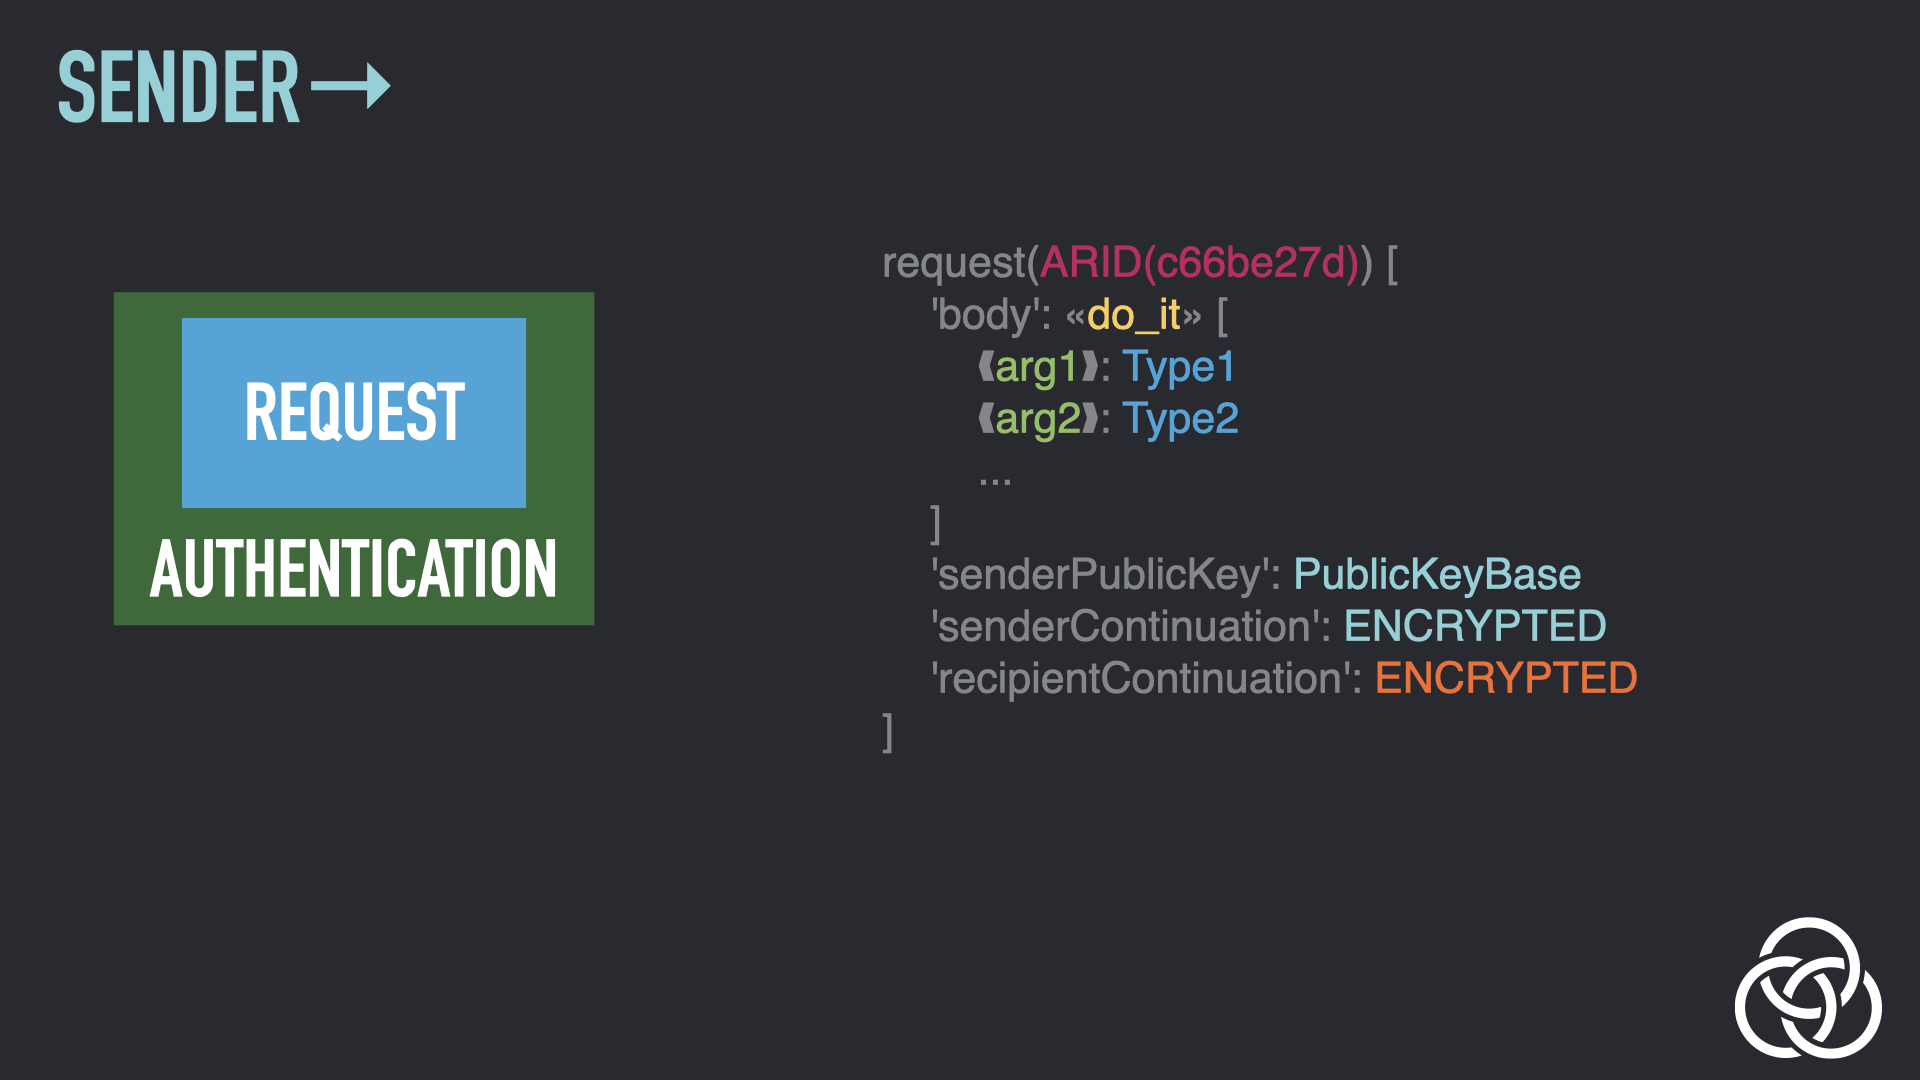 SENDER→
REQUEST
AUTHENTICATION
request(ARID(c66be27d)) [
'body': «do_it» [
❰arg1❱: Type1
❰arg2❱: Type2
...
]
'senderPublicKey': PublicKeyBase
'senderContinuation': ENCRYPTED
'recipientContinuation': ENCRYPTED
]